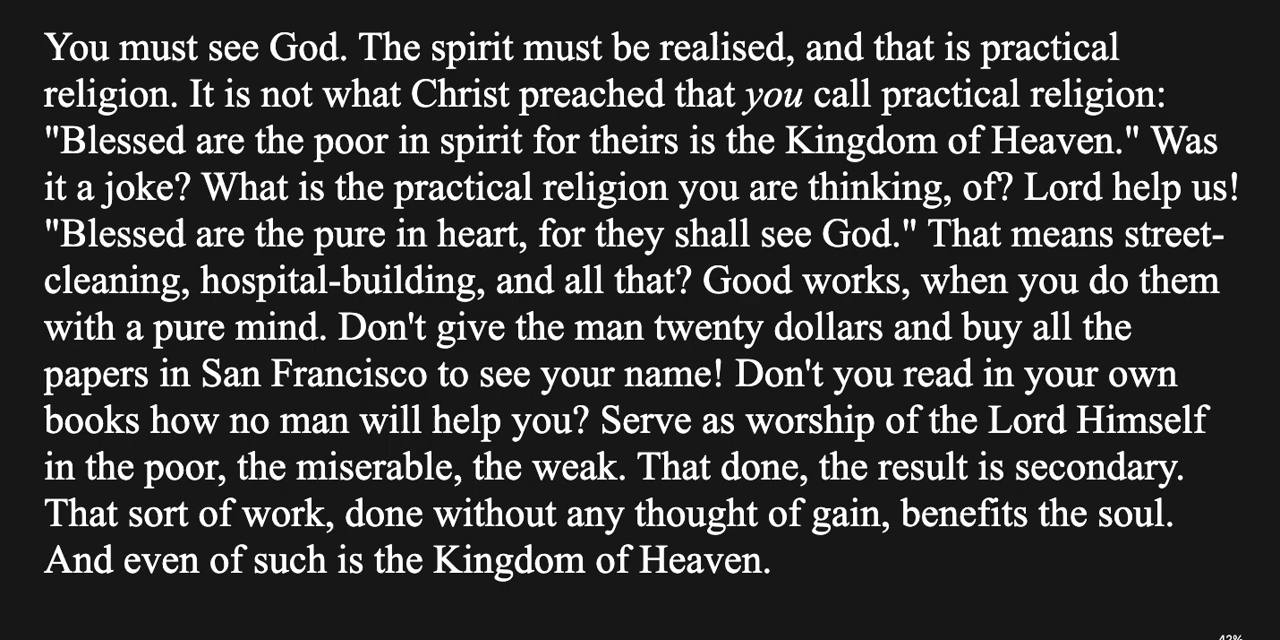 You must see God. The spirit must be realised, and that is practical
religion. It is not what Christ preached that you call practical religion:
"Blessed are the poor in spirit for theirs is the Kingdom of Heaven." Was
it a joke? What is the practical religion you are thinking, of? Lord help us!
"Blessed are the pure in heart, for they shall see God." That means street-
cleaning, hospital-building, and all that? Good works, when you do them
with a pure mind. Don't give the man twenty dollars and buy all the
papers in San Francisco to see your name! Don't you read in your own
books how no man will help you? Serve as worship of the Lord Himself
in the poor, the miserable, the weak. That done, the result is secondary.
That sort of work, done without any thought of gain, benefits the soul.
And even of such is the Kingdom of Heaven.
42%